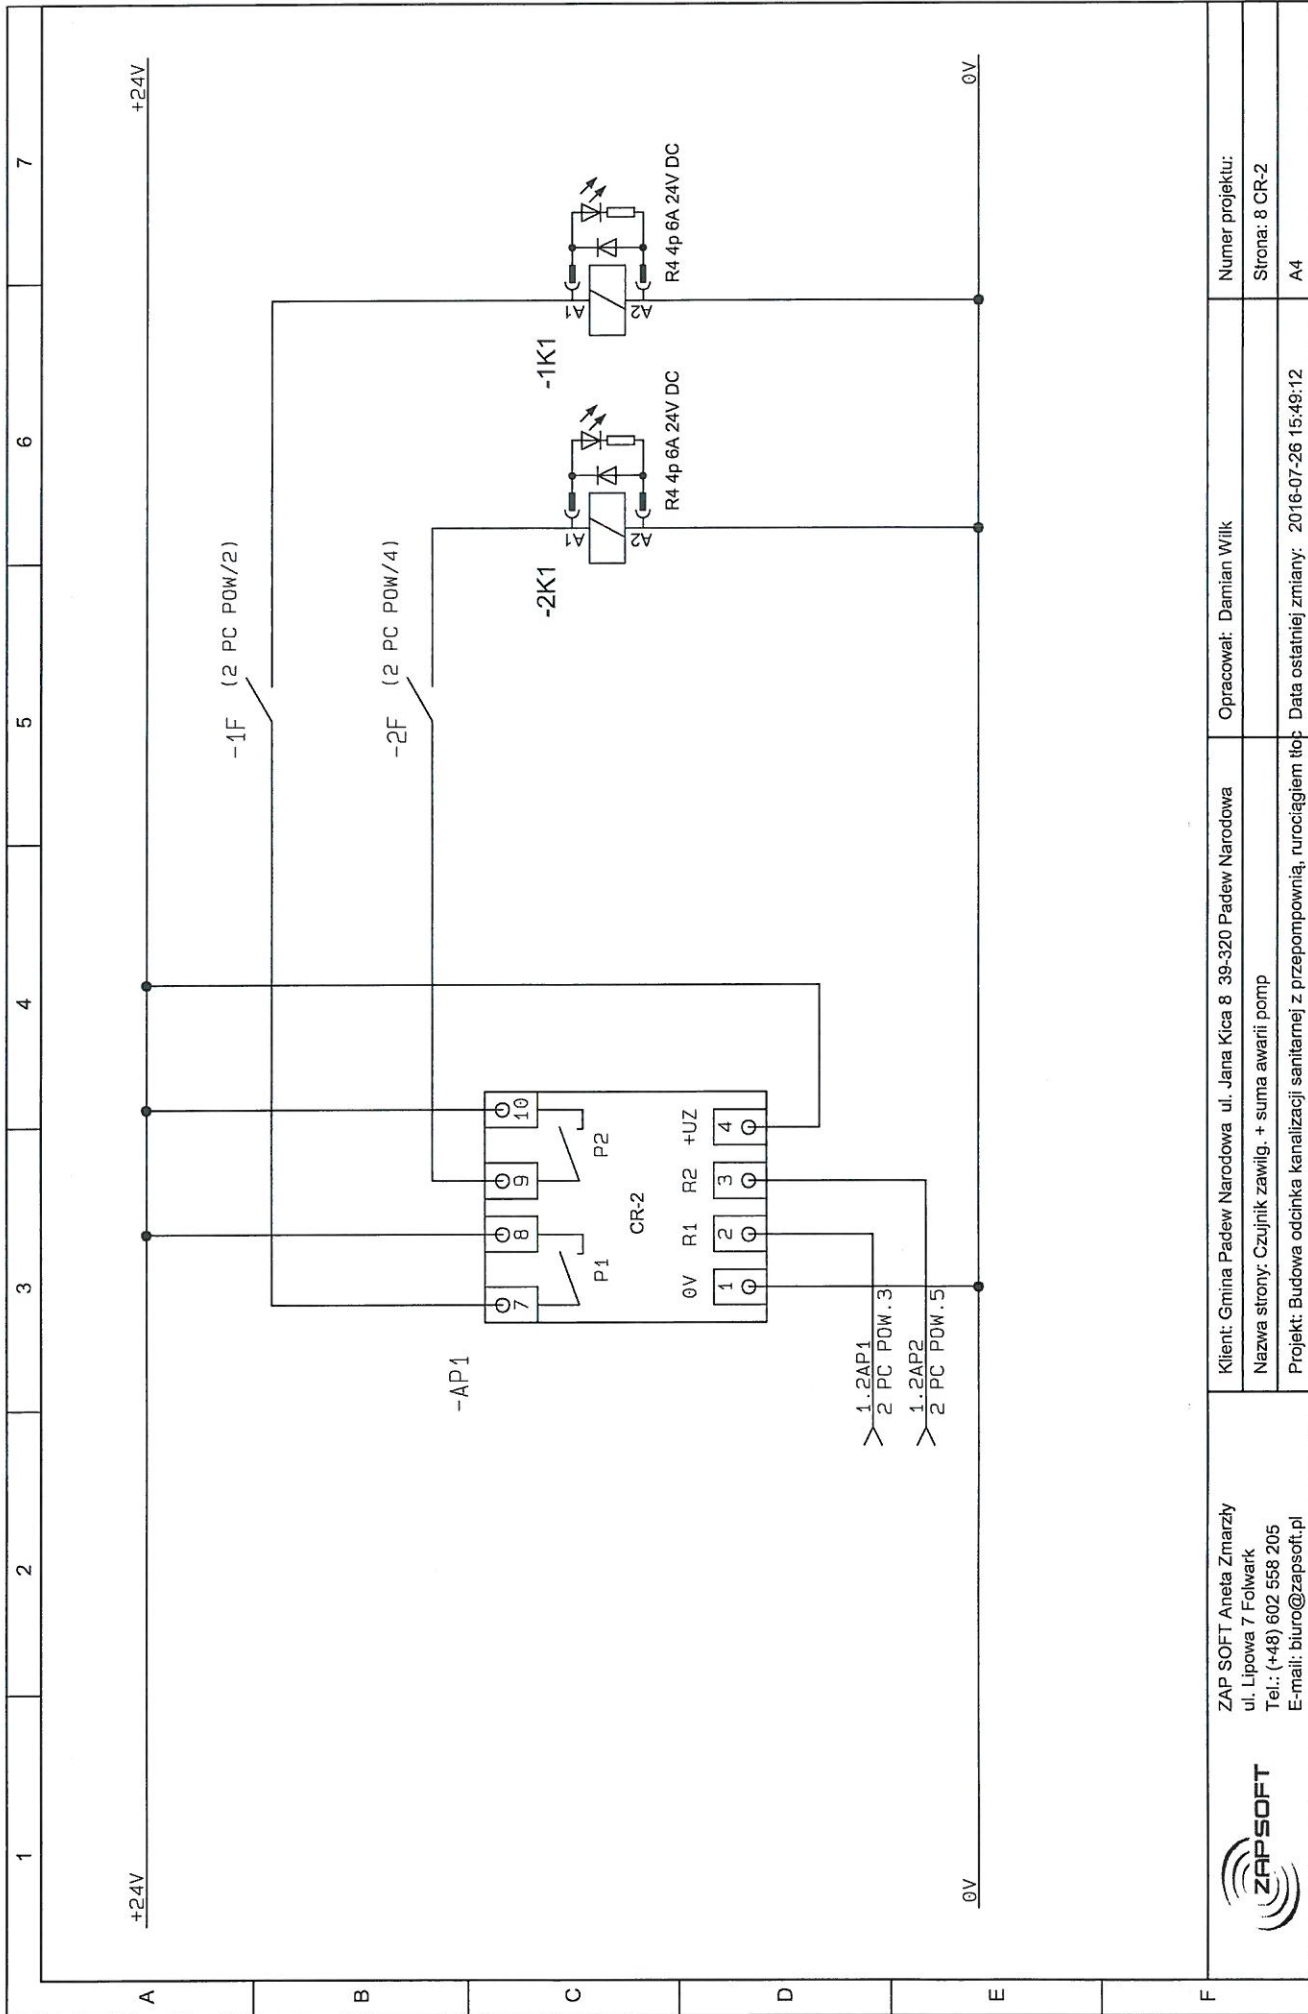 1 2 3 4 5 6 7
A
B
C
D
E
F
+24V +24V
-1F (2 PC POW/2)
-2F (2 PC POW/4)
-AP1
7 8 9 10
P1 P2
CR-2
0V R1 R2 +UZ
1 2 3 4
1.2AP1
2 PC POW.3
1.2AP2
2 PC POW.5
-2K1
A1
A2
R4 4p 6A 24V DC
-1K1
A1
A2
R4 4p 6A 24V DC
0V 0V
ZAPSOFT
ZAP SOFT Aneta Zmarzły
ul. Lipowa 7 Folwark
Tel.: (+48) 602 558 205
E-mail: biuro@zapsoft.pl
Klient: Gmina Padew Narodowa ul. Jana Kica 8 39-320 Padew Narodowa
Nazwa strony: Czujnik zawilg. + suma awarii pomp
Projekt: Budowa odcinka kanalizacji sanitarnej z przepompownią, rurociągiem tłoc
Opracował: Damian Wilk
Data ostatniej zmiany: 2016-07-26 15:49:12
Numer projektu:
Strona: 8 CR-2
A4